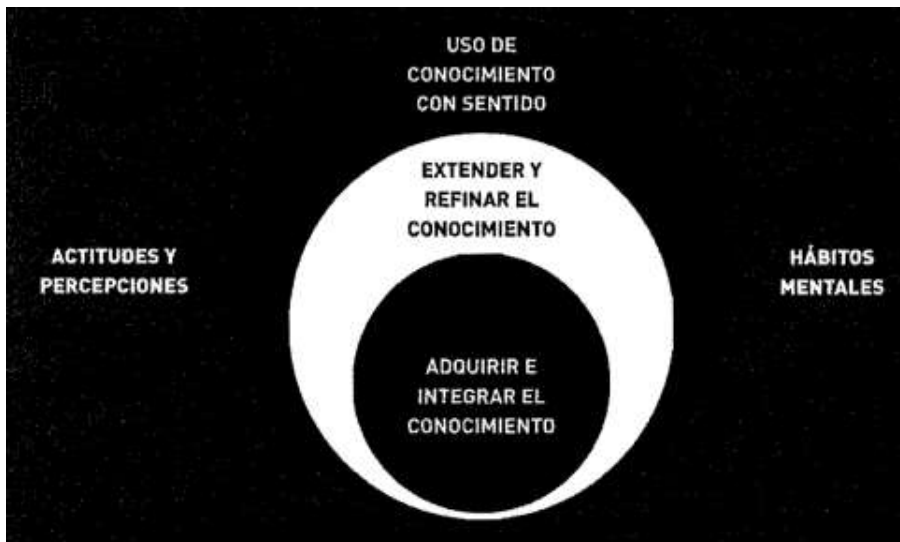 USO DE
CONOCIMIENTO
CON SENTIDO
EXTENDER Y
REFINAR EL
CONOCIMIENTO
ACTITUDES Y
PERCEPCIONES
HÁBITOS
MENTALES
ADQUIRIR E
INTEGRAR EL
CONOCIMIENTO